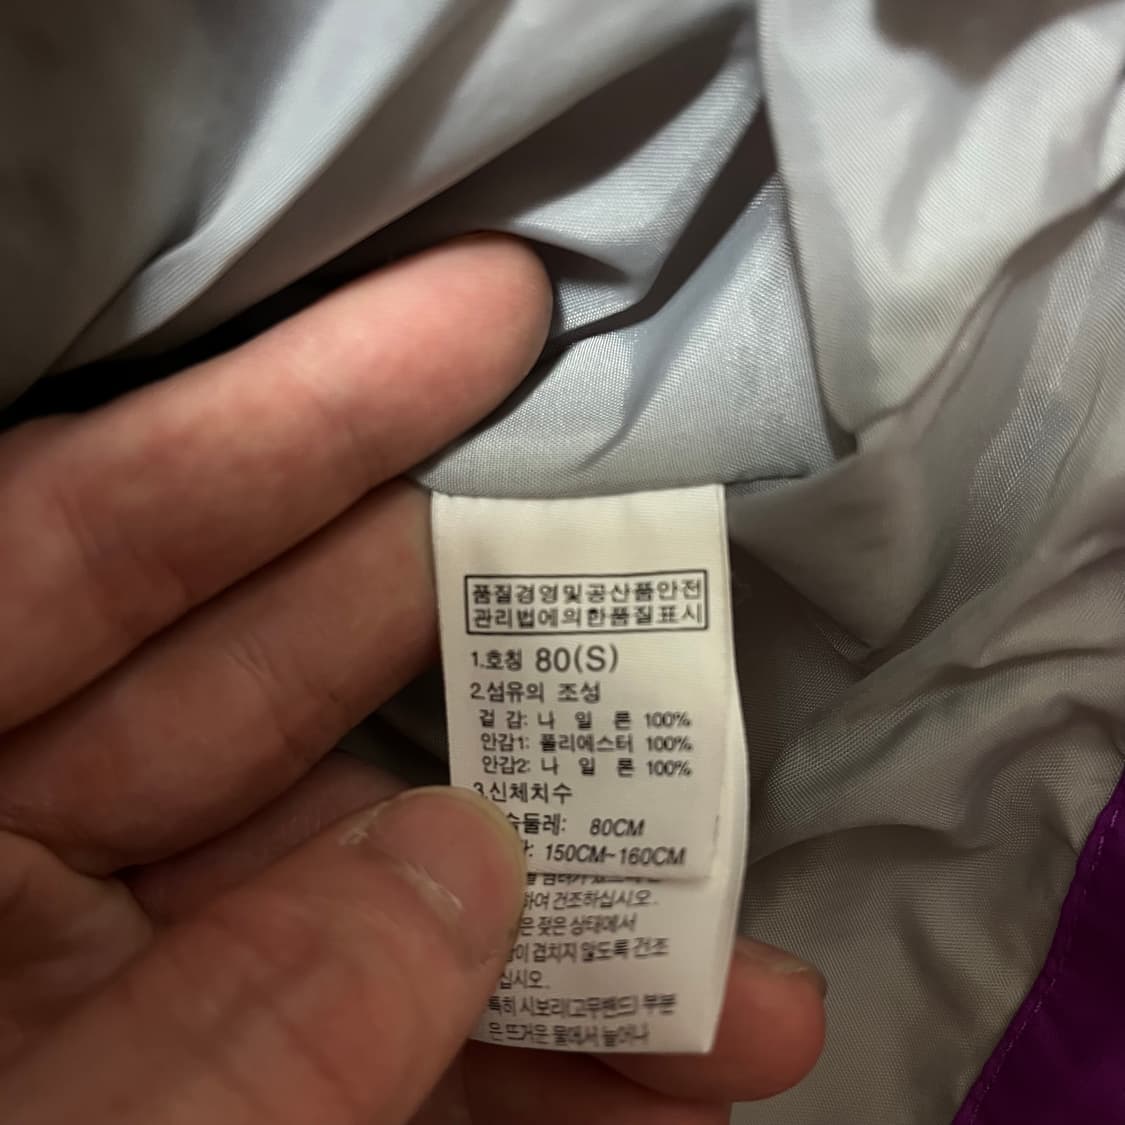 품질경영및공산품안전
관리법에의한품질표시
1.호칭 80(S)
2.섬유의 조성
겉 감: 나 일 론 100%
안감1: 폴리에스터 100%
안감2: 나 일 론 100%
3.신체치수
슴둘레: 80CM
150CM~160CM
하여 건조하십시오.
은 젖은 상태에서
겹치지 않도록 건조
십시오.
특히 시보리(고무밴드) 부분
은 뜨거운 물에서 늘어나